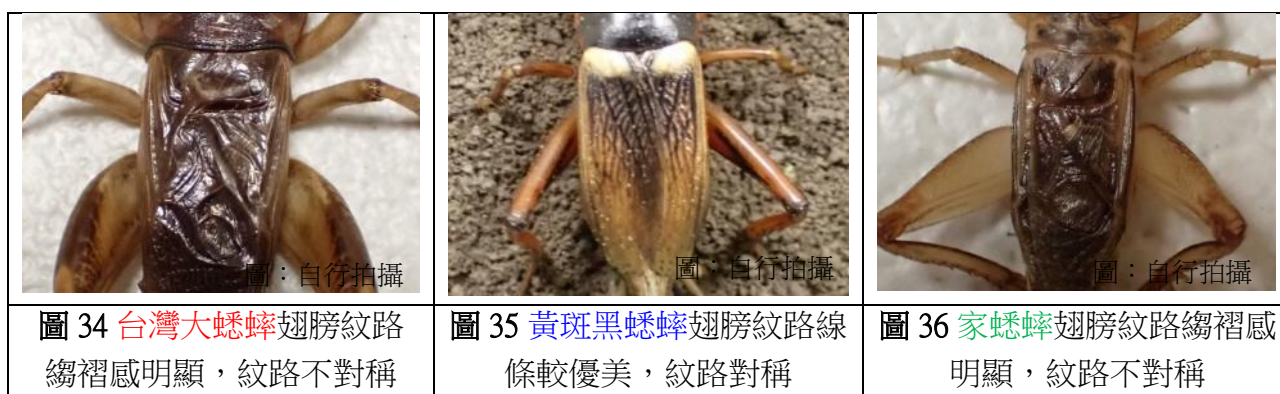 圖：自行拍攝
圖：自行拍攝
圖：自行拍攝
圖 34 台灣大蟋蟀翅膀紋路
縐褶感明顯，紋路不對稱
圖 35 黃斑黑蟋蟀翅膀紋路線
條較優美，紋路對稱
圖 36 家蟋蟀翅膀紋路縐褶感
明顯，紋路不對稱